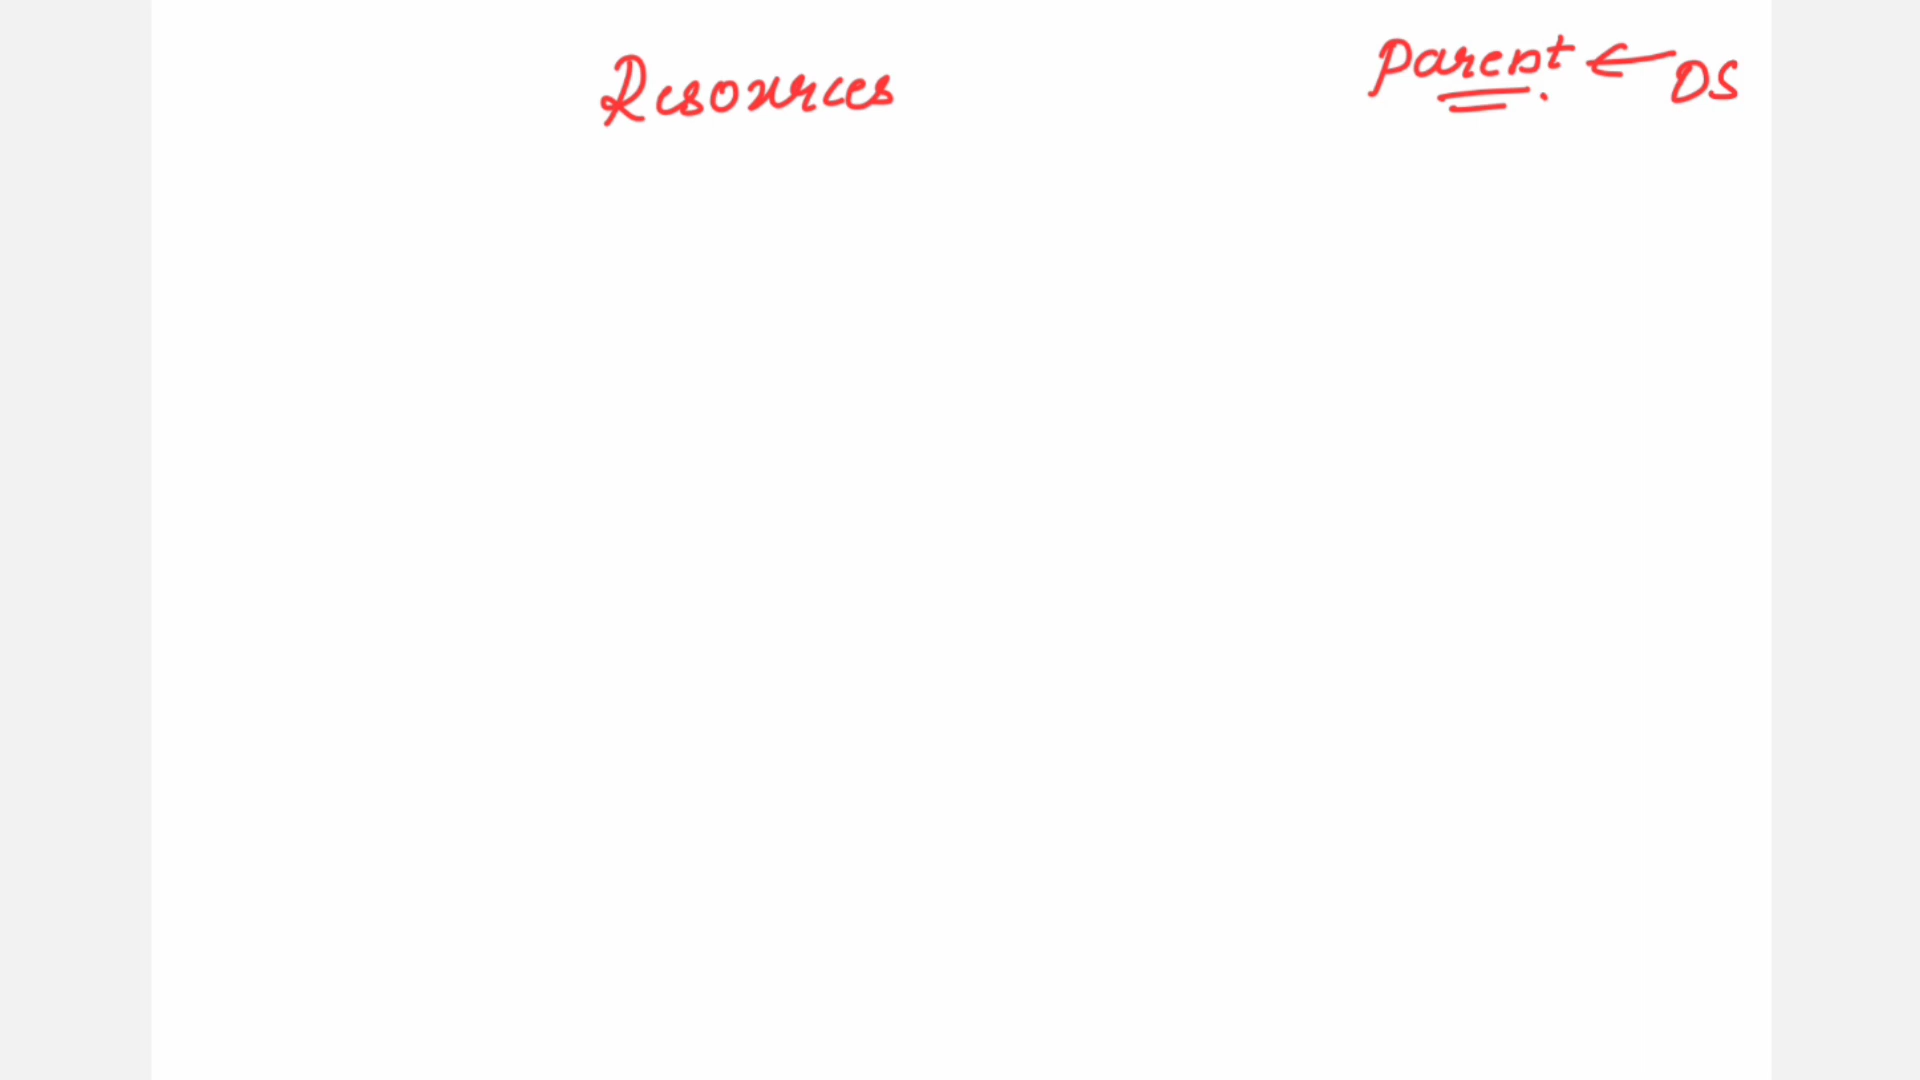 Resources
Parent. ← OS